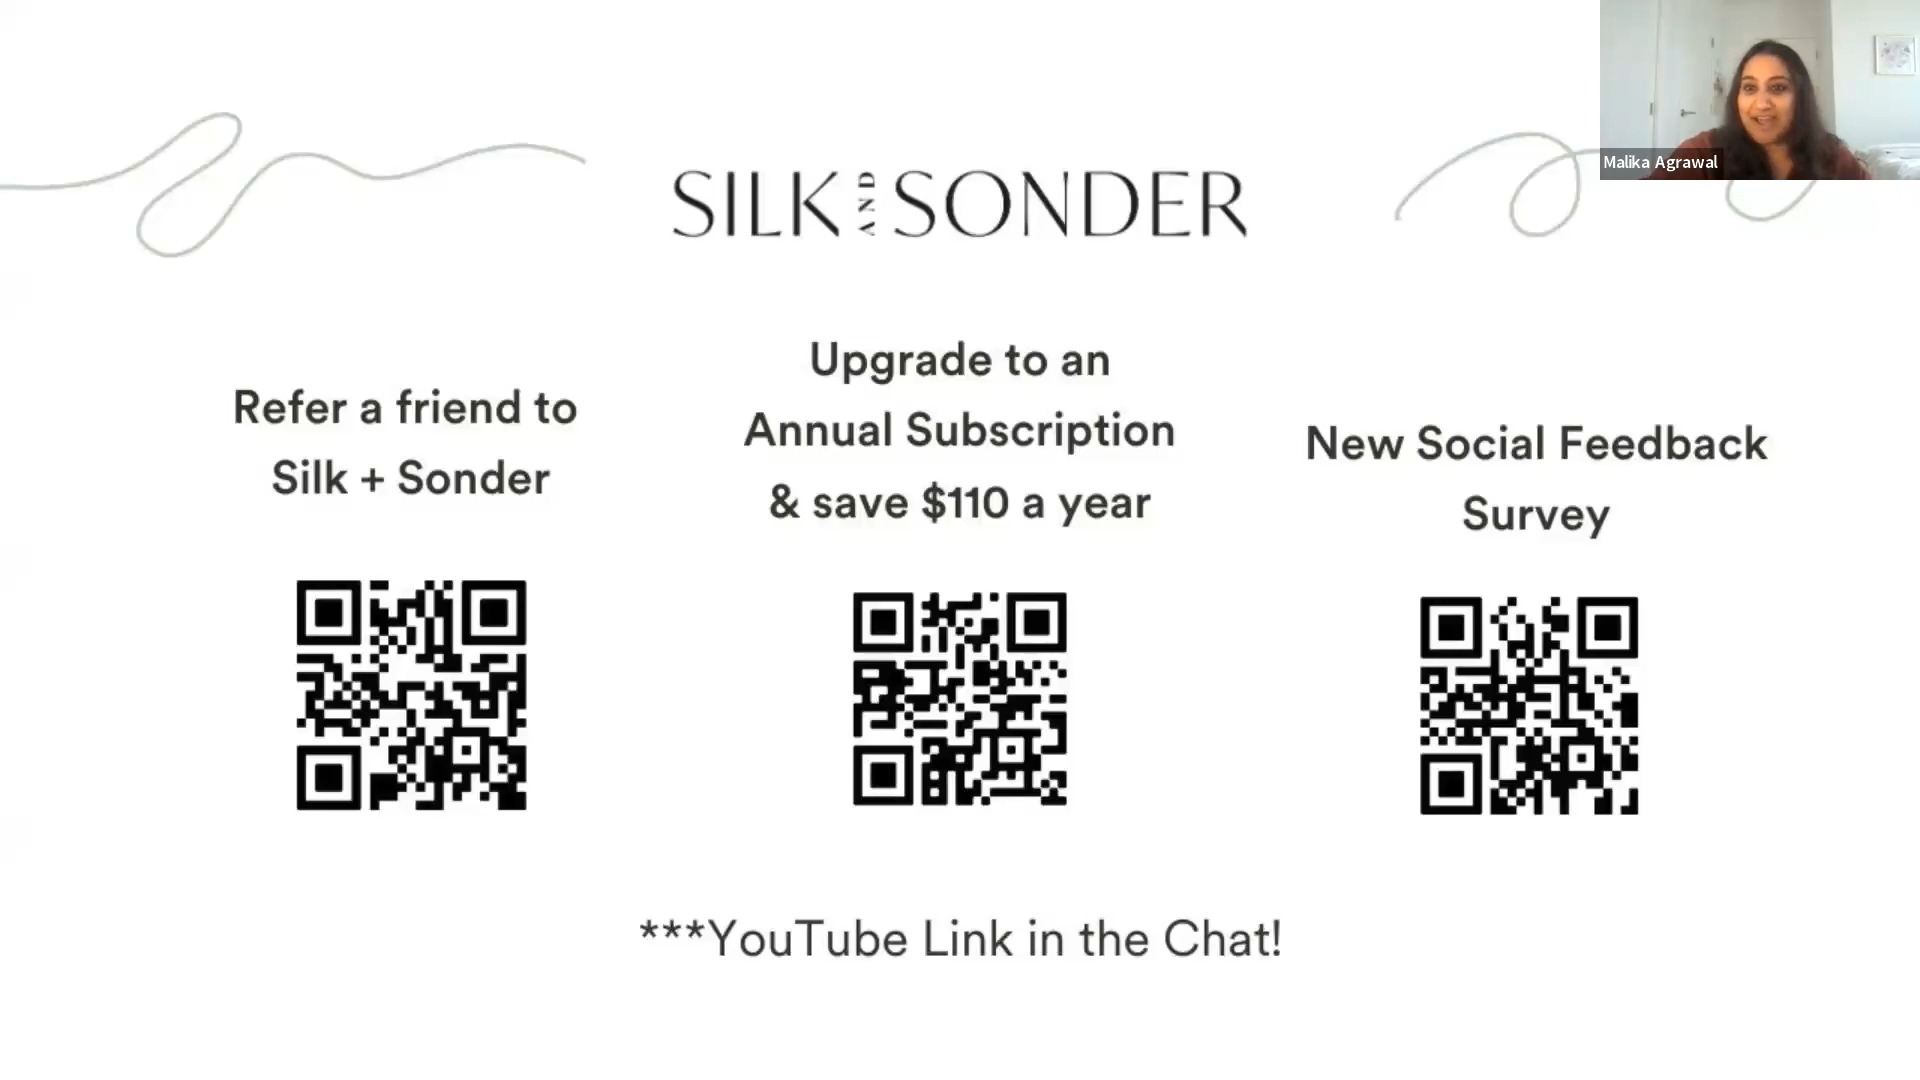 Malika Agrawal
SILK AND SONDER
Refer a friend to
Silk + Sonder
Upgrade to an
Annual Subscription
& save $110 a year
New Social Feedback
Survey
***YouTube Link in the Chat!